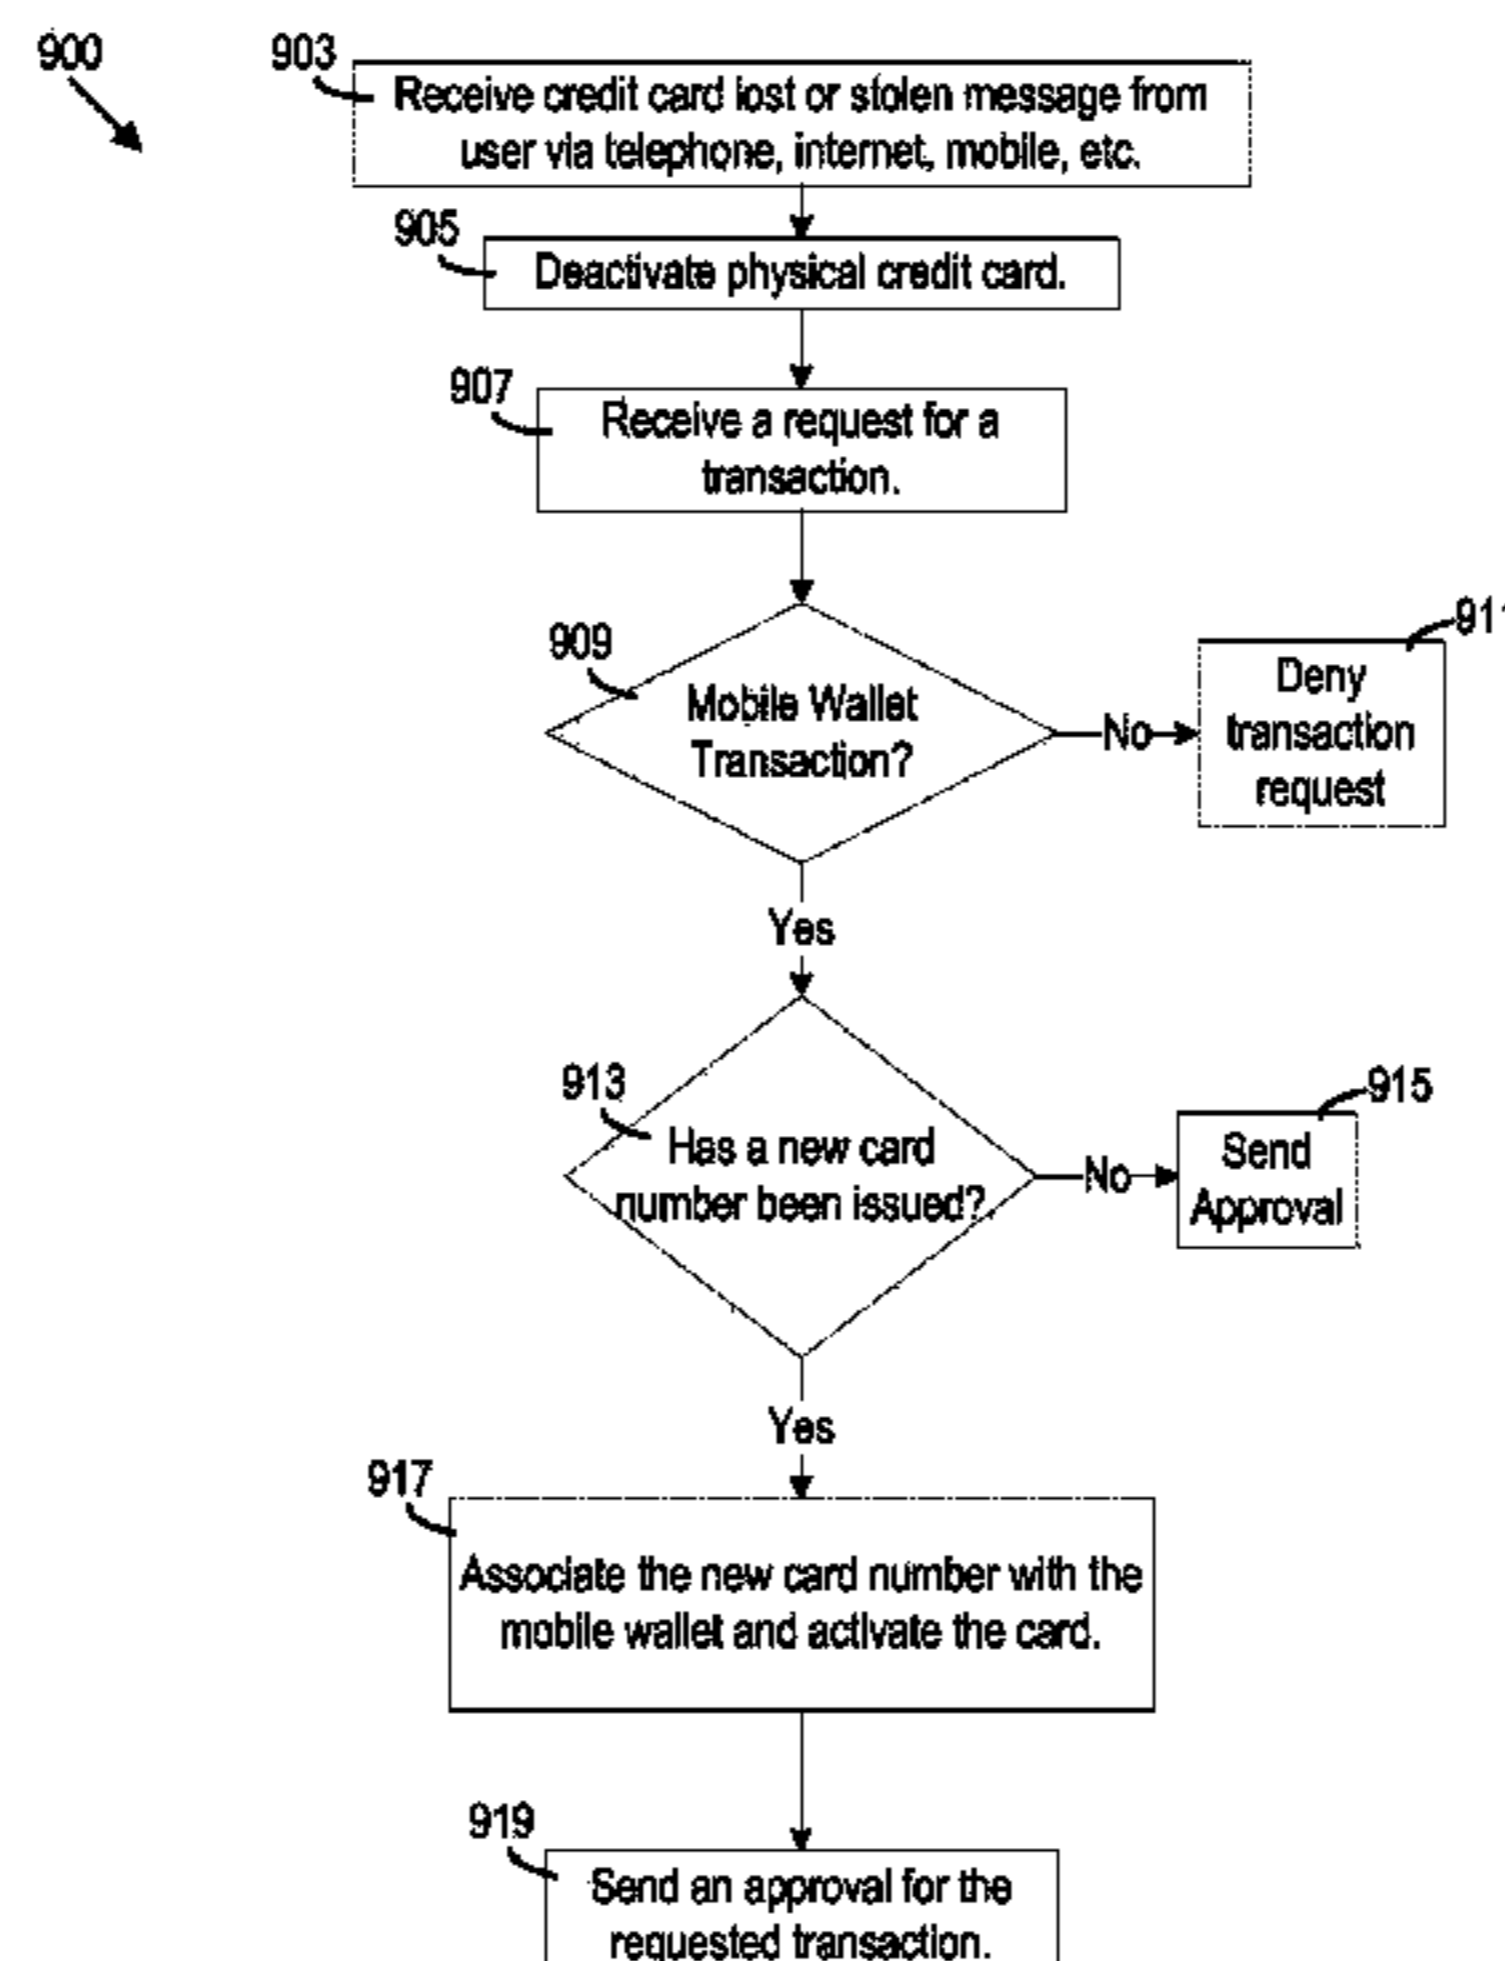 900
903
Receive credit card lost or stolen message from
user via telephone, internet, mobile, etc.
905
Deactivate physical credit card.
907
Receive a request for a
transaction.
909
Mobile Wallet
Transaction?
No
911
Deny
transaction
request
Yes
913
Has a new card
number been issued?
No
915
Send
Approval
Yes
917
Associate the new card number with the
mobile wallet and activate the card.
919
Send an approval for the
requested transaction.